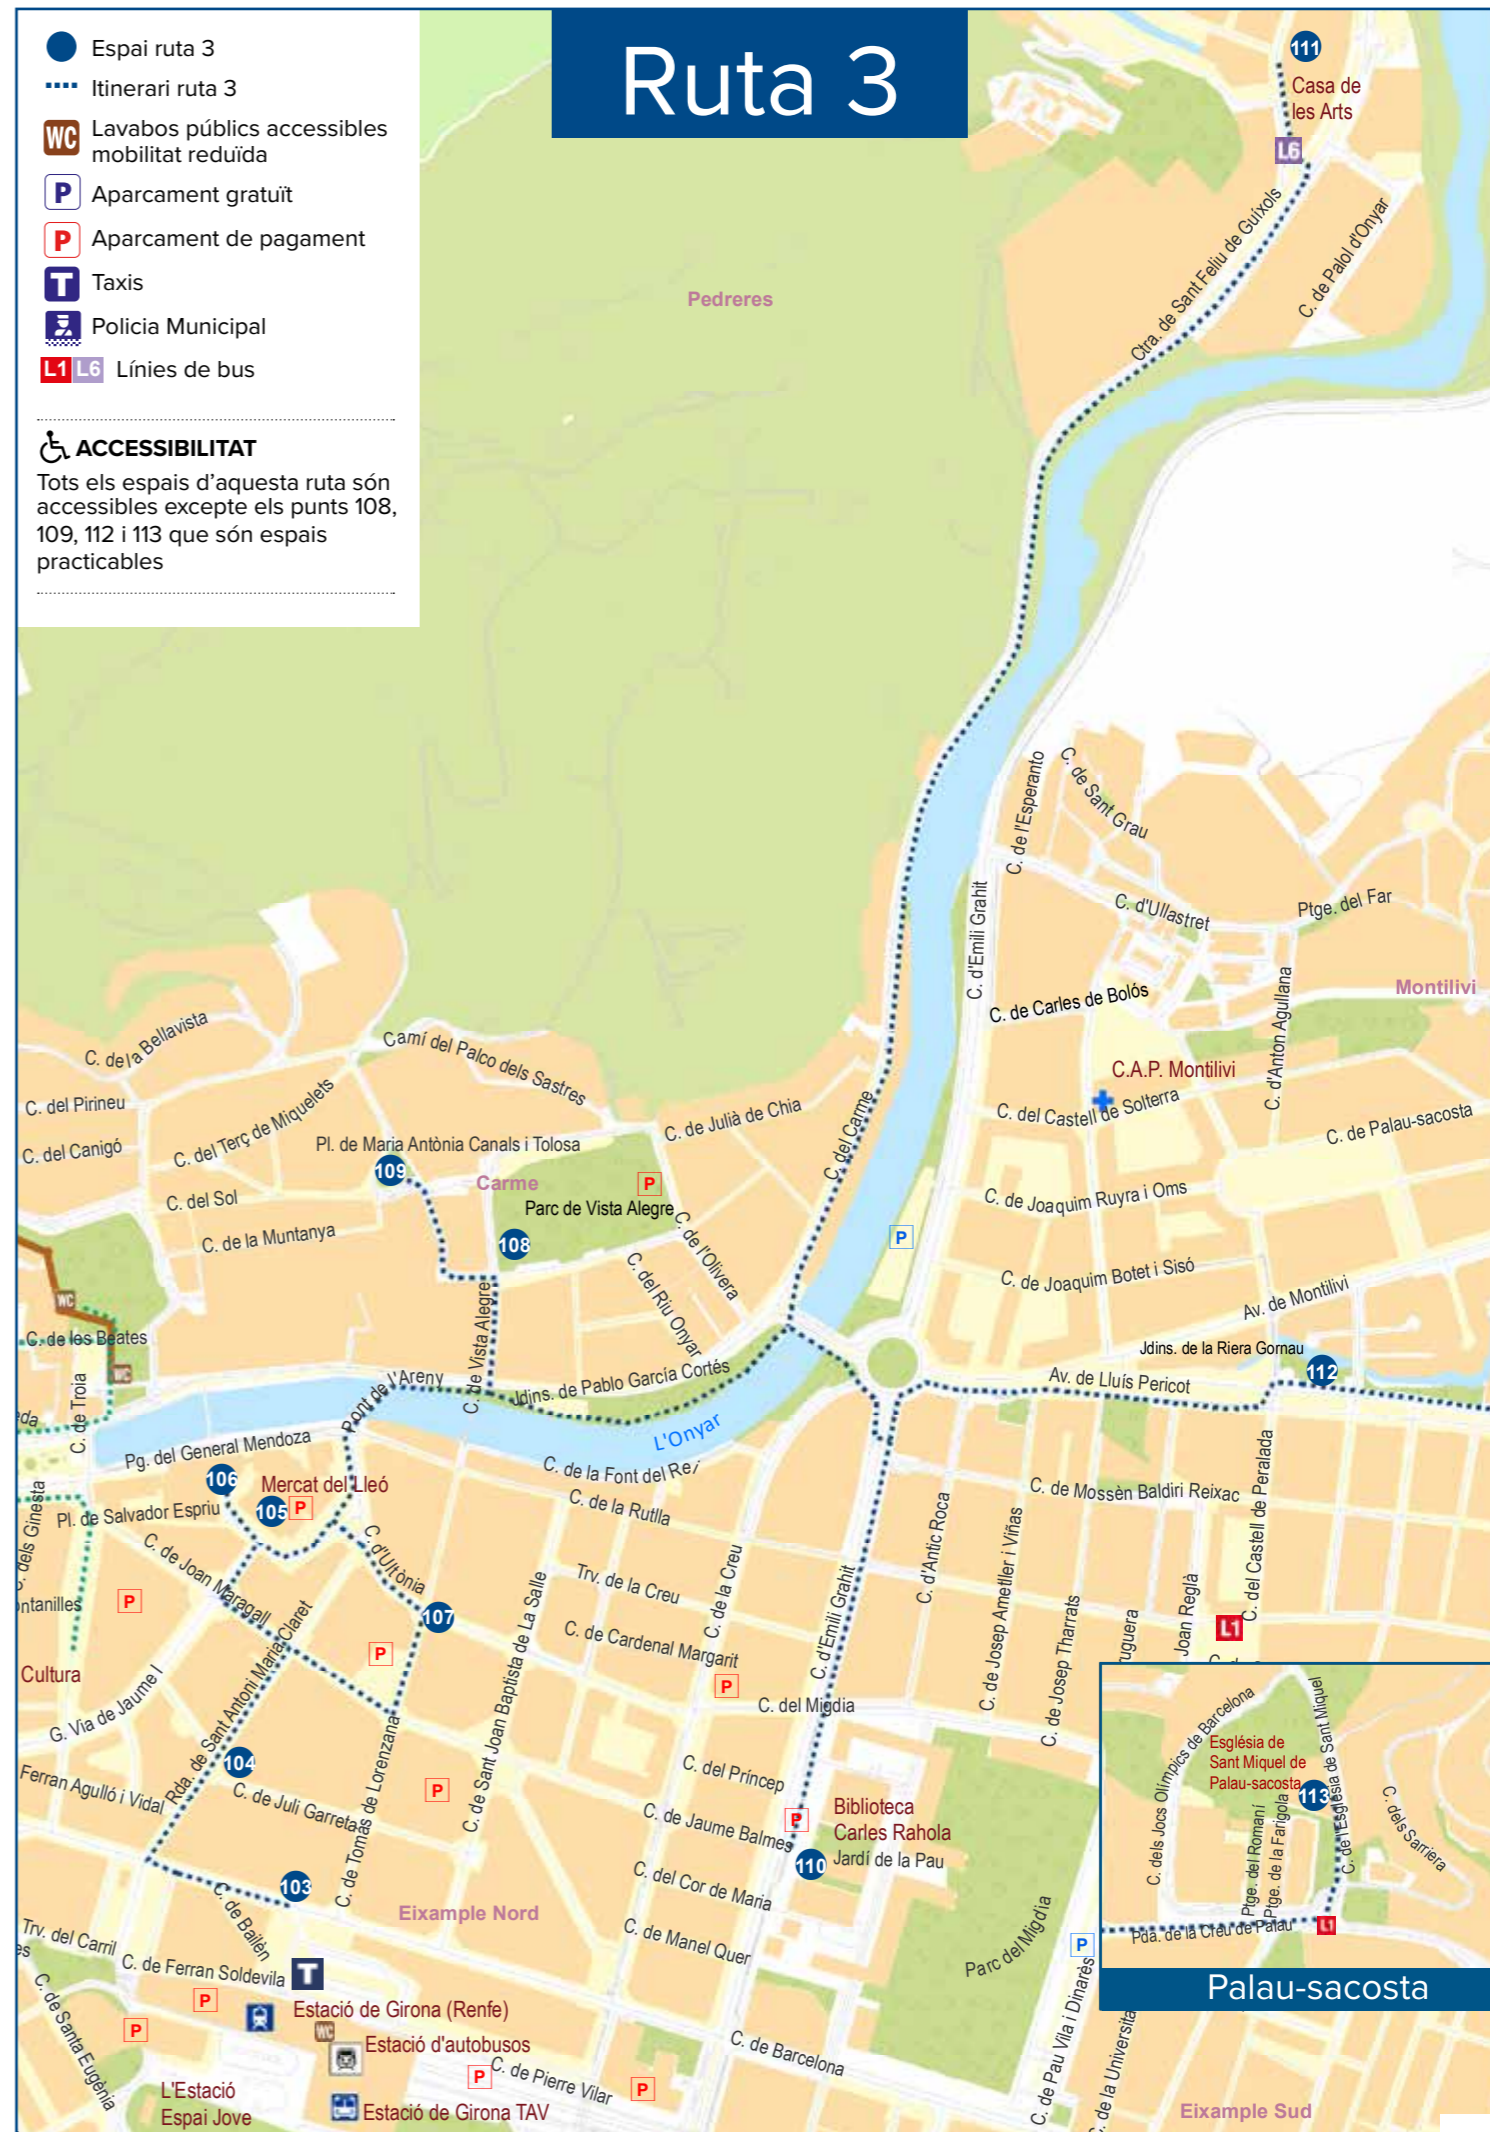 Ruta 3
Espai ruta 3
Itinerari ruta 3
WC
Lavabos públics accessibles
mobilitat reduïda
P Aparcament gratuït
P Aparcament de pagament
T Taxis
Policia Municipal
L1 L6 Línies de bus
ACCESSIBILITAT
Tots els espais d'aquesta ruta són
accessibles excepte els punts 108,
109, 112 i 113 que són espais
practicables
111
Casa de
les Arts
L6
Ctra. de Sant Feliu de Guíxols
C. de Palol d'Onyar
Pedreres
C. de l'Esperanto
C. de Sant Grau
C. d'Emili Grahit
C. d'Ullastret
Ptge. del Far
Montilivi
C. de Carles de Bolós
C. d'Anton Agullana
C.A.P. Montilivi
C. del Castell de Solterra
C. de Palau-sacosta
C. de Joaquim Ruyra i Oms
C. de Joaquim Botet i Sisó
Av. de Montilivi
Jdins. de la Riera Gornau
112
Av. de Lluís Pericot
C. de la Bellavista
Camí del Palco dels Sastres
C. del Pirineu
C. del Canigó
C. del Terç de Miquelets
Pl. de Maria Antònia Canals i Tolosa
C. de Julià de Chia
C. del Carme
109
Carme
P
C. del Sol
Parc de Vista Alegre
C. de la Muntanya
108
C. de l'Olivera
C. del Riu Onyar
P
WC
C. de les Beates
WC
C. de Vista Alegre
C. de Troia
Pont de l'Areny
Jdins. de Pablo García Cortés
L'Onyar
eda
Pg. del General Mendoza
106
Mercat del Lleó
105
P
Pl. de Salvador Espriu
C. dels Ginesta
C. de la Font del Rei
C. de la Rutlla
C. de Joan Maragall
C. d'Ultònia
Trv. de la Creu
C. de la Creu
C. d'Emili Grahit
C. d'Antic Roca
C. de Mossèn Baldiri Reixac
C. del Castell de Peralada
C. de Josep Ametller i Viñas
C. de Josep Tharrats
uguera
Joan Reglà
L1
ntanilles
P
107
C. de Sant Joan Baptista de La Salle
C. de Cardenal Margarit
P
P
C. del Migdia
Cultura
G. Via de Jaume I
Rda. de Sant Antoni Maria Claret
104
C. de Tomàs de Lorenzana
Ferran Agulló i Vidal
C. de Juli Garreta
P
C. del Príncep
C. de Jaume Balmes
P
Biblioteca
Carles Rahola
110
Jardí de la Pau
103
C. de Bailèn
C. del Cor de Maria
Eixample Nord
C. de Manel Quer
Parc del Migdia
P
Trv. del Carril
es
C. de Ferran Soldevila
T
P
Estació de Girona (Renfe)
WC
P
Estació d'autobusos
C. de Santa Eugènia
P
C. de Pierre Vilar
P
C. de Barcelona
C. de Pau Vila i Dinarès
C. de la Universita
L'Estació
Espai Jove
Estació de Girona TAV
Eixample Sud
C. dels Jocs Olímpics de Barcelona
Església de
Sant Miquel de
Palau-sacosta
113
C. de l'Església de Sant Miquel
C. dels Sarriera
Ptge. del Romaní
Ptge. de la Farigola
Pda. de la Creu de Palau
L1
Palau-sacosta